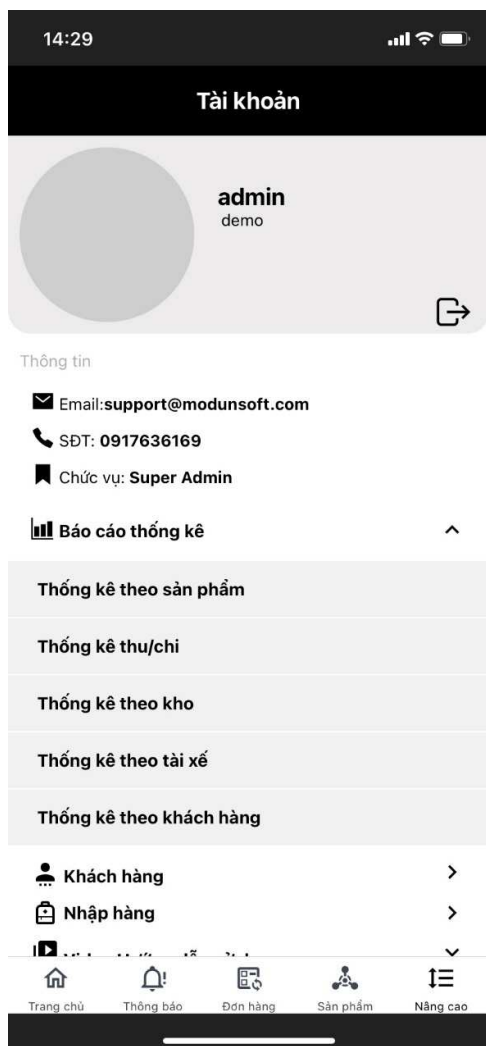 14:29
Tài khoản
admin
demo
Thông tin
Email:support@modunsoft.com
SĐT: 0917636169
Chức vụ: Super Admin
Báo cáo thống kê
Thống kê theo sản phẩm
Thống kê thu/chi
Thống kê theo kho
Thống kê theo tài xế
Thống kê theo khách hàng
Khách hàng
Nhập hàng
Trang chủ Thông báo Đơn hàng Sản phẩm Nâng cao